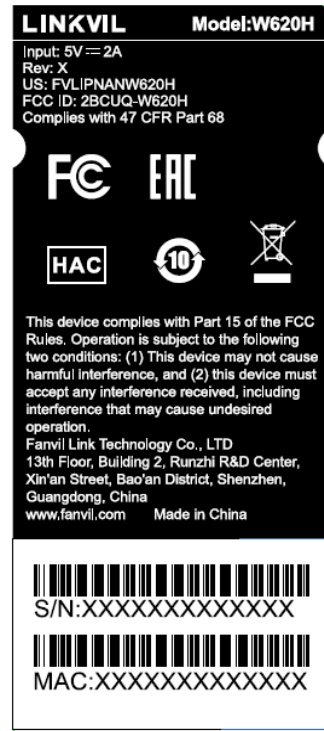 LINKVIL Model:W620H
Input: 5V⎓2A
Rev: X
US: FVLIPNANW620H
FCC ID: 2BCUQ-W620H
Complies with 47 CFR Part 68
FC EAC
HAC 10
This device complies with Part 15 of the FCC
Rules. Operation is subject to the following
two conditions: (1) This device may not cause
harmful interference, and (2) this device must
accept any interference received, including
interference that may cause undesired
operation.
Fanvil Link Technology Co., LTD
13th Floor, Building 2, Runzhi R&D Center,
Xin'an Street, Bao'an District, Shenzhen,
Guangdong, China
www.fanvil.com Made in China
S/N:XXXXXXXXXXXXX
MAC:XXXXXXXXXXXXX